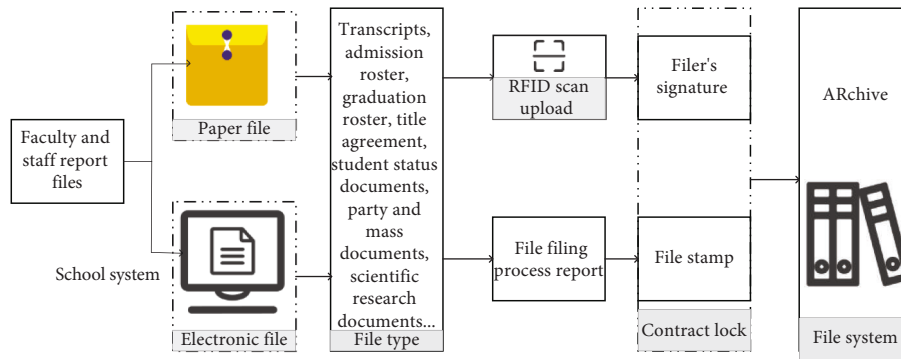 Faculty and
staff report
files
School system
Paper file
Electronic file
Transcripts,
admission
roster,
graduation
roster, title
agreement,
student status
documents,
party and
mass
documents,
scientific
research
documents...
File type
RFID scan
upload
File filing
process report
Filer's
signature
File stamp
Contract lock
ARchive
File system